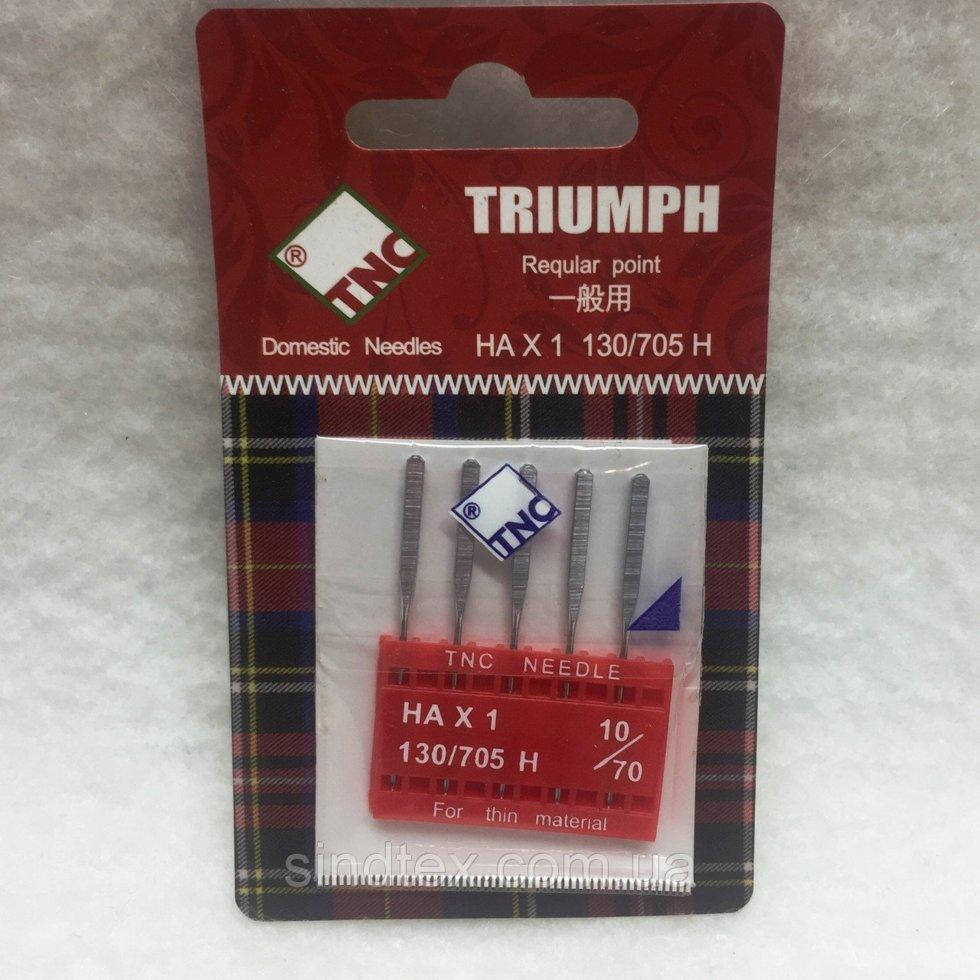 TRIUMPH
® TNC
Reqular point
一般用
Domestic Needles HA X 1 130/705 H
® TNC
TNC NEEDLE
HA X 1 10/70
130/705 H
For thin material
sindtex.com.ua